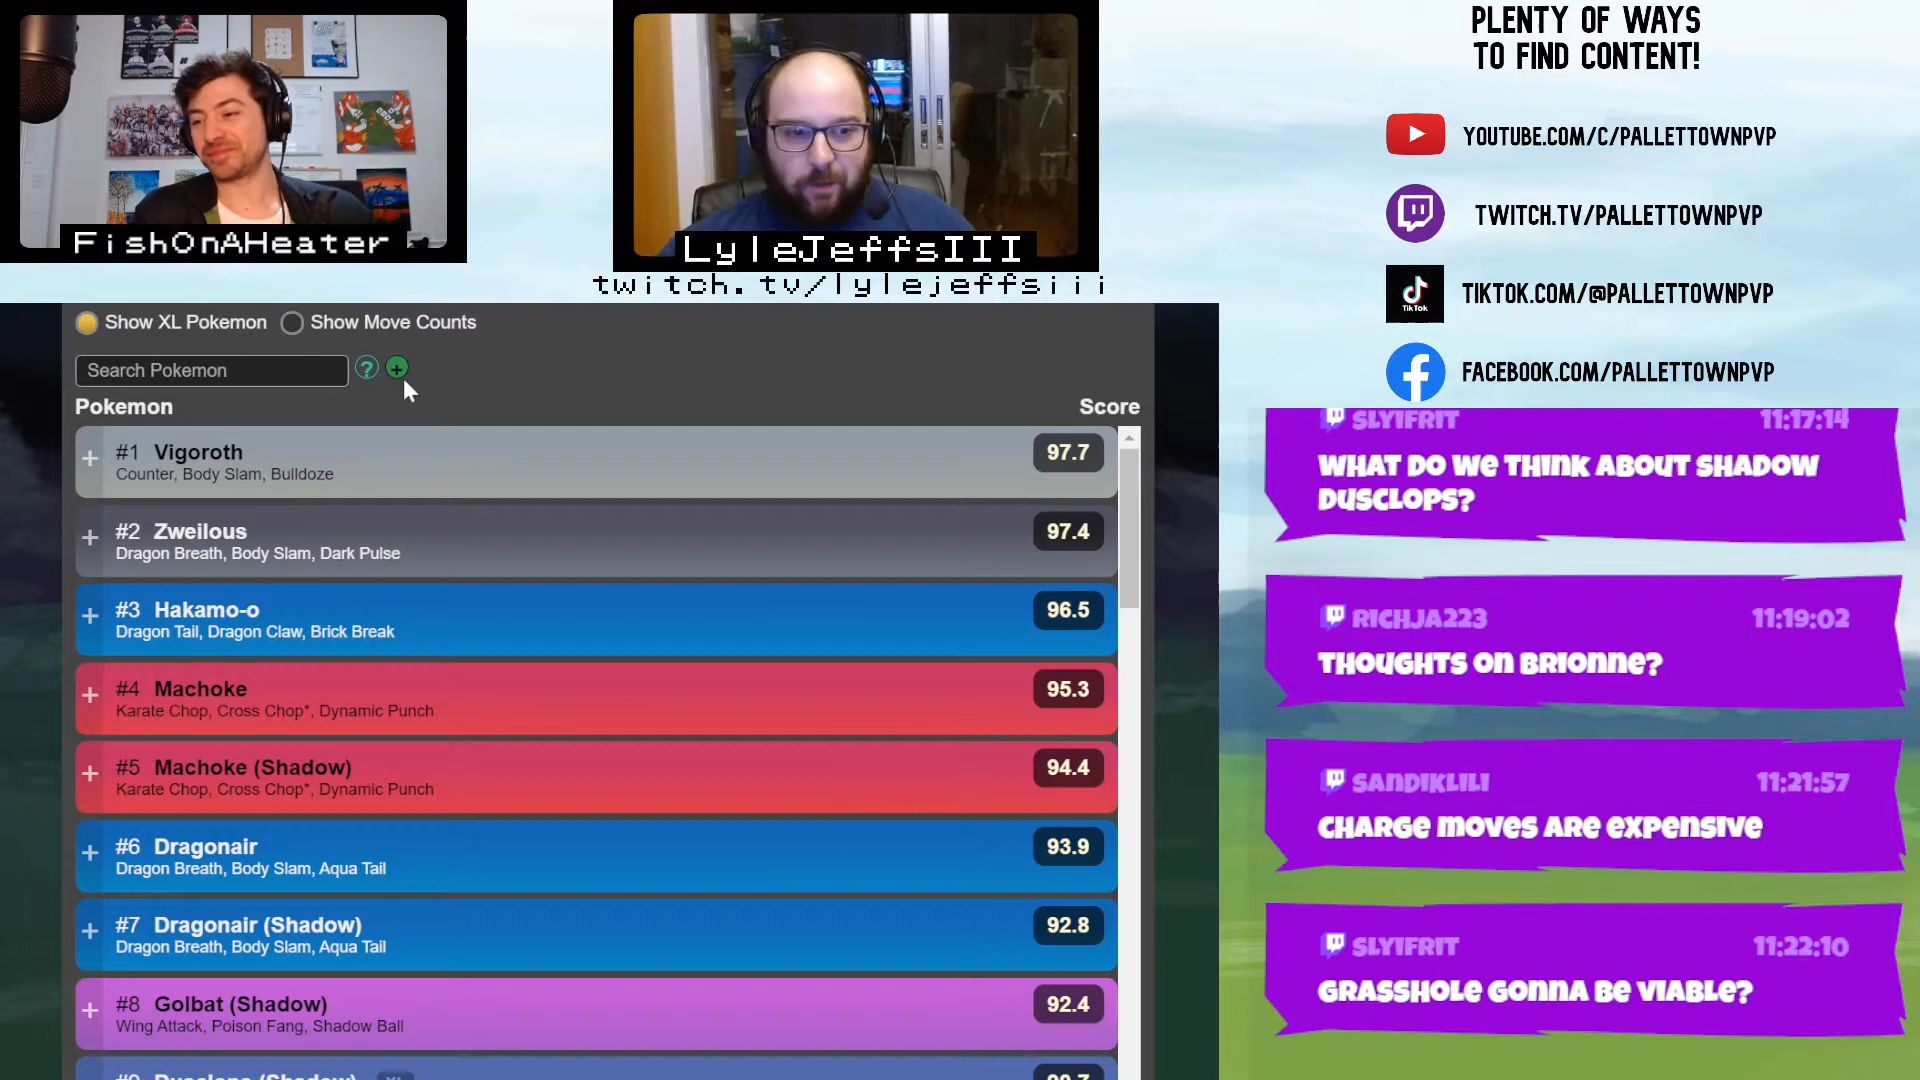 FishOnAHeater
LyleJeffsIII
twitch.tv/lylejeffsiii
PLENTY OF WAYS
TO FIND CONTENT!
YOUTUBE.COM/C/PALLETTOWNPVP
TWITCH.TV/PALLETTOWNPVP
TikTok
TIKTOK.COM/@PALLETTOWNPVP
FACEBOOK.COM/PALLETTOWNPVP
Show XL Pokemon Show Move Counts
Search Pokemon ? +
Pokemon Score
+ #1 Vigoroth 97.7
Counter, Body Slam, Bulldoze
+ #2 Zweilous 97.4
Dragon Breath, Body Slam, Dark Pulse
+ #3 Hakamo-o 96.5
Dragon Tail, Dragon Claw, Brick Break
+ #4 Machoke 95.3
Karate Chop, Cross Chop*, Dynamic Punch
+ #5 Machoke (Shadow) 94.4
Karate Chop, Cross Chop*, Dynamic Punch
+ #6 Dragonair 93.9
Dragon Breath, Body Slam, Aqua Tail
+ #7 Dragonair (Shadow) 92.8
Dragon Breath, Body Slam, Aqua Tail
+ #8 Golbat (Shadow) 92.4
Wing Attack, Poison Fang, Shadow Ball
#9 Dusclops (Shadow) XL
SLYIFRIT 11:17:14
WHAT DO WE THINK ABOUT SHADOW
DUSCLOPS?
RICHJA223 11:19:02
THOUGHTS ON BRIONNE?
SANDIKLILI 11:21:57
CHARGE MOVES ARE EXPENSIVE
SLYIFRIT 11:22:10
GRASSHOLE GONNA BE VIABLE?